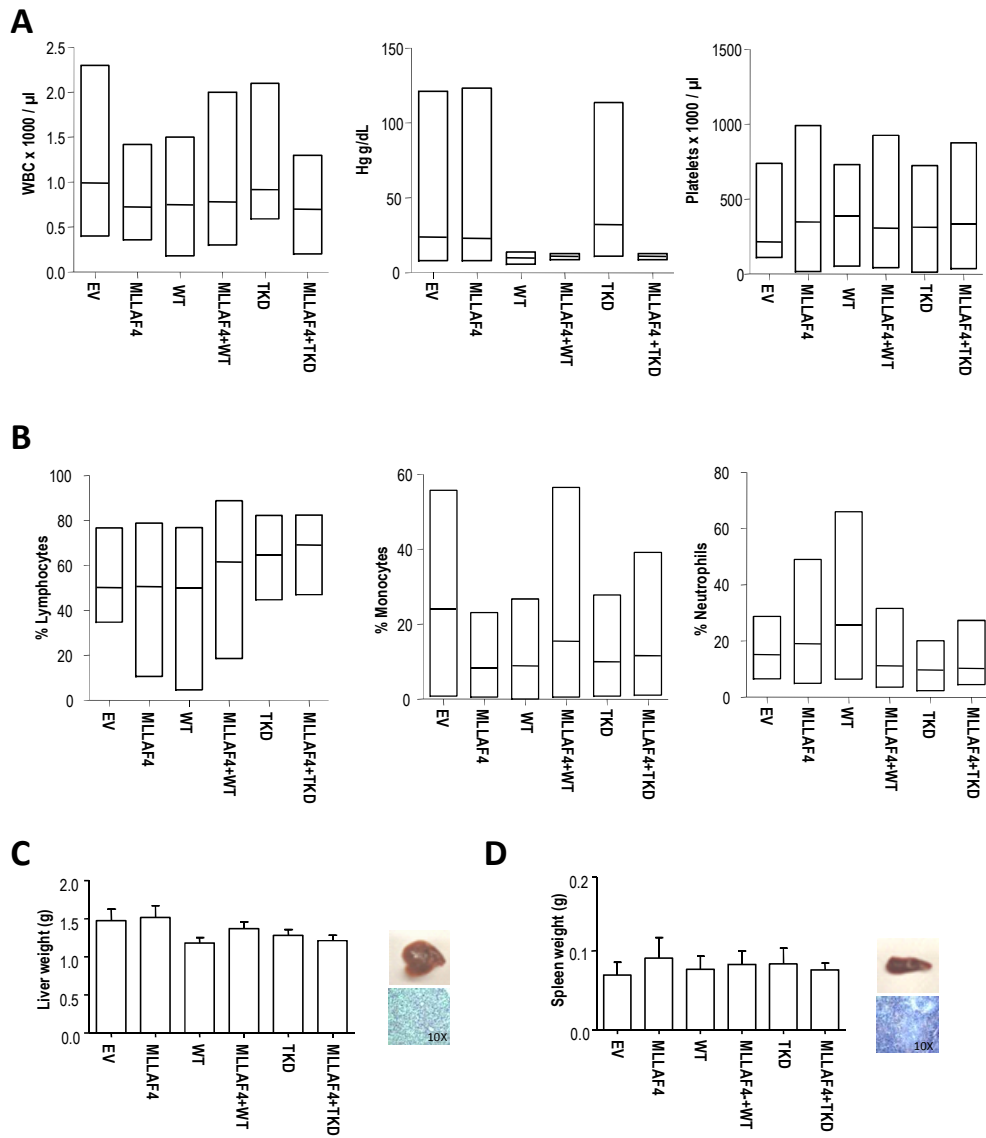 A
WBC x 1000 / µl
2.5
2.0
1.5
1.0
0.5
0.0
EV
MLLAF4
WT
MLLAF4+WT
TKD
MLLAF4+TKD
Hg g/dL
150
100
50
0
EV
MLLAF4
WT
MLLAF4+WT
TKD
MLLAF4 +TKD
Platelets x 1000 / µl
1500
1000
500
0
EV
MLLAF4
WT
MLLAF4+WT
TKD
MLLAF4+TKD
B
% Lymphocytes
100
80
60
40
20
0
EV
MLLAF4
WT
MLLAF4+WT
TKD
MLLAF4+TKD
% Monocytes
60
40
20
0
EV
MLLAF4
WT
MLLAF4+WT
TKD
MLLAF4+TKD
% Neutrophils
80
60
40
20
0
EV
MLLAF4
WT
MLLAF4+WT
TKD
MLLAF4+TKD
C
Liver weight (g)
2.0
1.5
1.0
0.5
0.0
EV
MLLAF4
WT
MLLAF4+WT
TKD
MLLAF4+TKD
10X
D
Spleen weight (g)
0.2
0.1
0.0
EV
MLLAF4
WT
MLLAF4-+WT
TKD
MLLAF4+TKD
10X